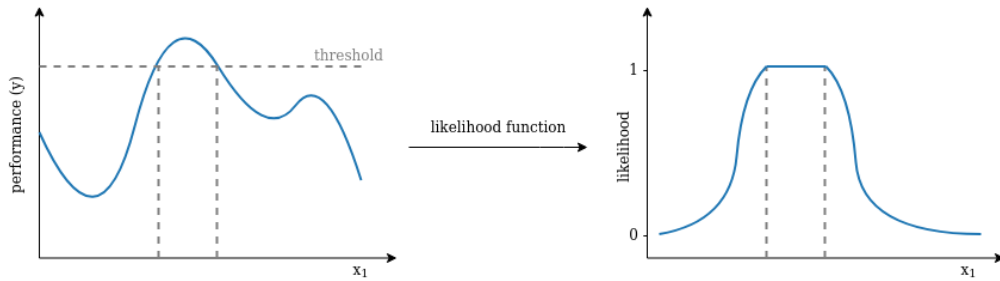 performance (y)
threshold
x₁
likelihood function
likelihood
1
0
x₁